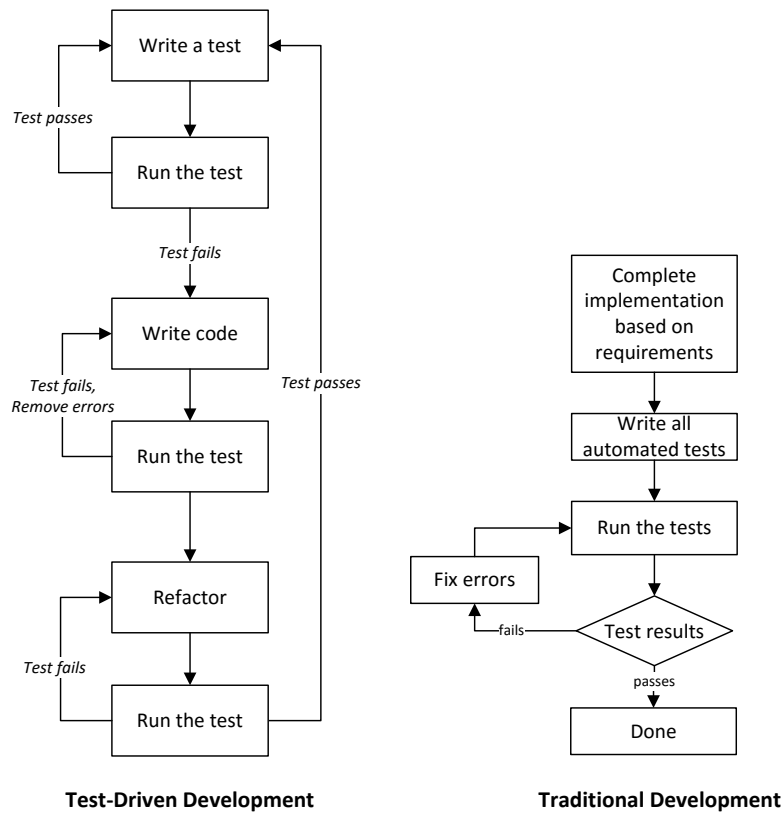 Write a test
Test passes
Run the test
Test fails
Write code
Test fails,
Remove errors
Test passes
Run the test
Refactor
Test fails
Run the test
Test-Driven Development
Complete
implementation
based on
requirements
Write all
automated tests
Run the tests
Fix errors
Test results
fails
passes
Done
Traditional Development